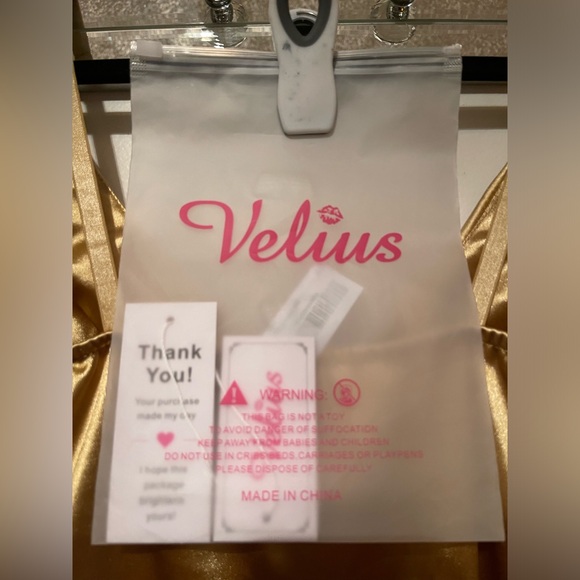 Velius
Thank
You!
Your purchase
made my day
I hope this
package
brightens
yours!
WARNING:
THIS BAG IS NOT A TOY
TO AVOID DANGER OF SUFFOCATION
KEEP AWAY FROM BABIES AND CHILDREN
DO NOT USE IN CRIBS BEDS, CARRIAGES OR PLAYPENS
PLEASE DISPOSE OF CAREFULLY
MADE IN CHINA